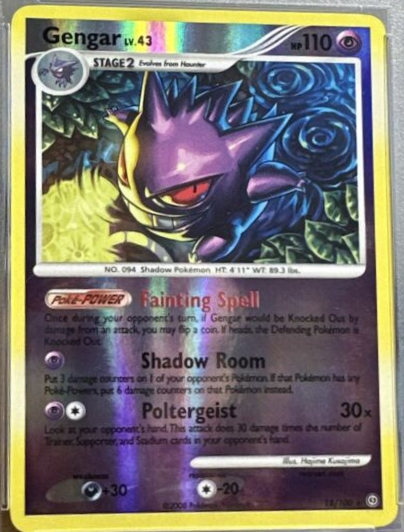 Gengar LV.43 HP 110
STAGE 2 Evolves from Haunter
NO. 094 Shadow Pokémon HT: 4'11" WT: 89.3 lbs.
Poké-POWER Fainting Spell
Once during your opponent's turn, if Gengar would be Knocked Out by
damage from an attack, you may flip a coin. If heads, the Defending Pokémon is
Knocked Out.
Shadow Room
Put 3 damage counters on 1 of your opponent's Pokémon. If that Pokémon has any
Poké-Powers, put 6 damage counters on that Pokémon instead.
Poltergeist 30x
Look at your opponent's hand. This attack does 30 damage times the number of
Trainer, Supporter, and Stadium cards in your opponent's hand.
Illus. Hajime Kusajima
weakness
+30 -20
©2008 Pokémon
18/100